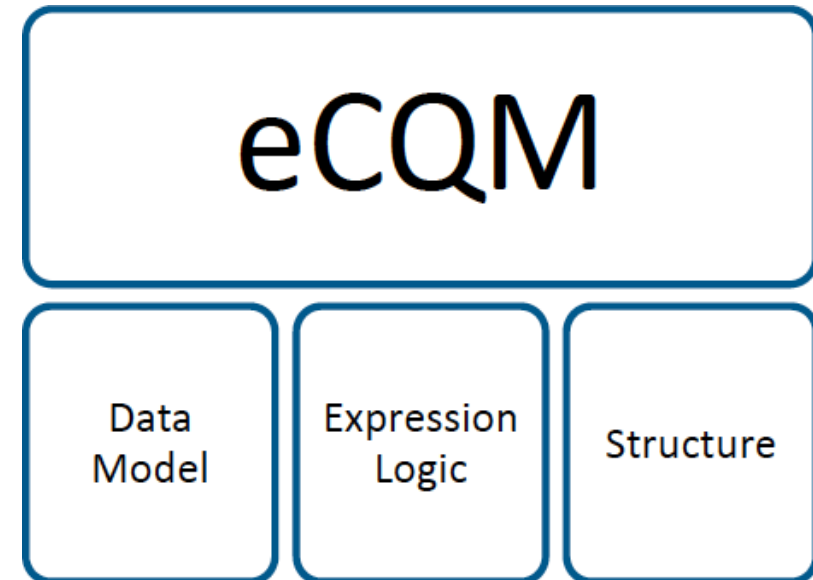 eCQM
Data
Model
Expression
Logic
Structure